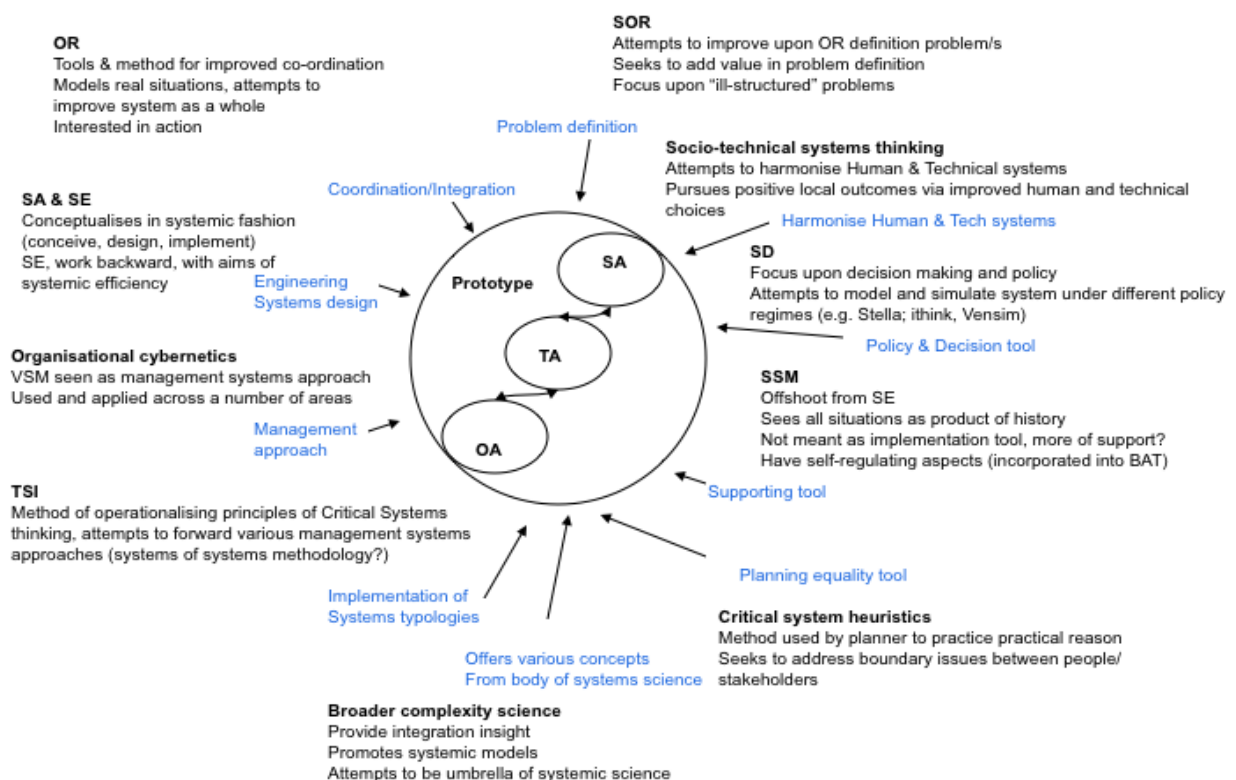 OR
Tools & method for improved co-ordination
Models real situations, attempts to
improve system as a whole
Interested in action
SOR
Attempts to improve upon OR definition problem/s
Seeks to add value in problem definition
Focus upon “ill-structured” problems
Problem definition
Coordination/Integration
Socio-technical systems thinking
Attempts to harmonise Human & Technical systems
Pursues positive local outcomes via improved human and technical
choices
Harmonise Human & Tech systems
SA & SE
Conceptualises in systemic fashion
(conceive, design, implement)
SE, work backward, with aims of
systemic efficiency
Engineering
Systems design
Prototype
SA
TA
OA
SD
Focus upon decision making and policy
Attempts to model and simulate system under different policy
regimes (e.g. Stella; ithink, Vensim)
Policy & Decision tool
Organisational cybernetics
VSM seen as management systems approach
Used and applied across a number of areas
Management
approach
SSM
Offshoot from SE
Sees all situations as product of history
Not meant as implementation tool, more of support?
Have self-regulating aspects (incorporated into BAT)
Supporting tool
TSI
Method of operationalising principles of Critical Systems
thinking, attempts to forward various management systems
approaches (systems of systems methodology?)
Implementation of
Systems typologies
Planning equality tool
Critical system heuristics
Method used by planner to practice practical reason
Seeks to address boundary issues between people/
stakeholders
Offers various concepts
From body of systems science
Broader complexity science
Provide integration insight
Promotes systemic models
Attempts to be umbrella of systemic science